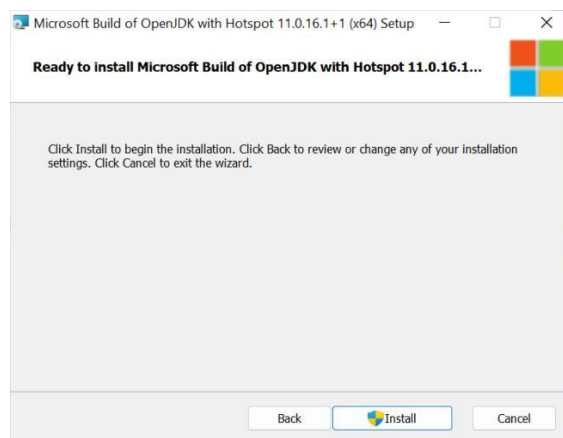 Microsoft Build of OpenJDK with Hotspot 11.0.16.1+1 (x64) Setup
Ready to install Microsoft Build of OpenJDK with Hotspot 11.0.16.1...
Click Install to begin the installation. Click Back to review or change any of your installation
settings. Click Cancel to exit the wizard.
Back Install Cancel